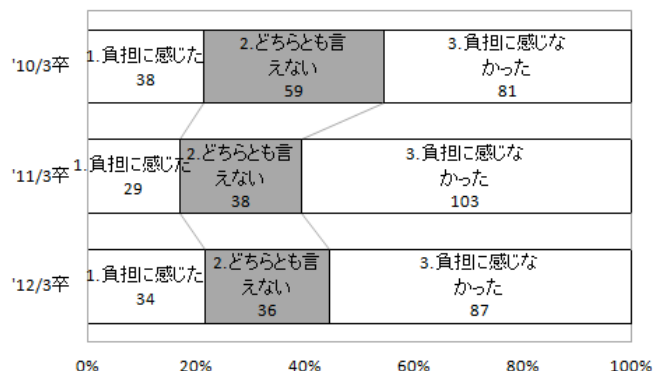 '10/3卒
1.負担に感じた
38
2.どちらとも言
えない
59
3.負担に感じな
かった
81
'11/3卒
1.負担に感じた
29
2.どちらとも言
えない
38
3.負担に感じな
かった
103
'12/3卒
1.負担に感じた
34
2.どちらとも言
えない
36
3.負担に感じな
かった
87
0% 20% 40% 60% 80% 100%